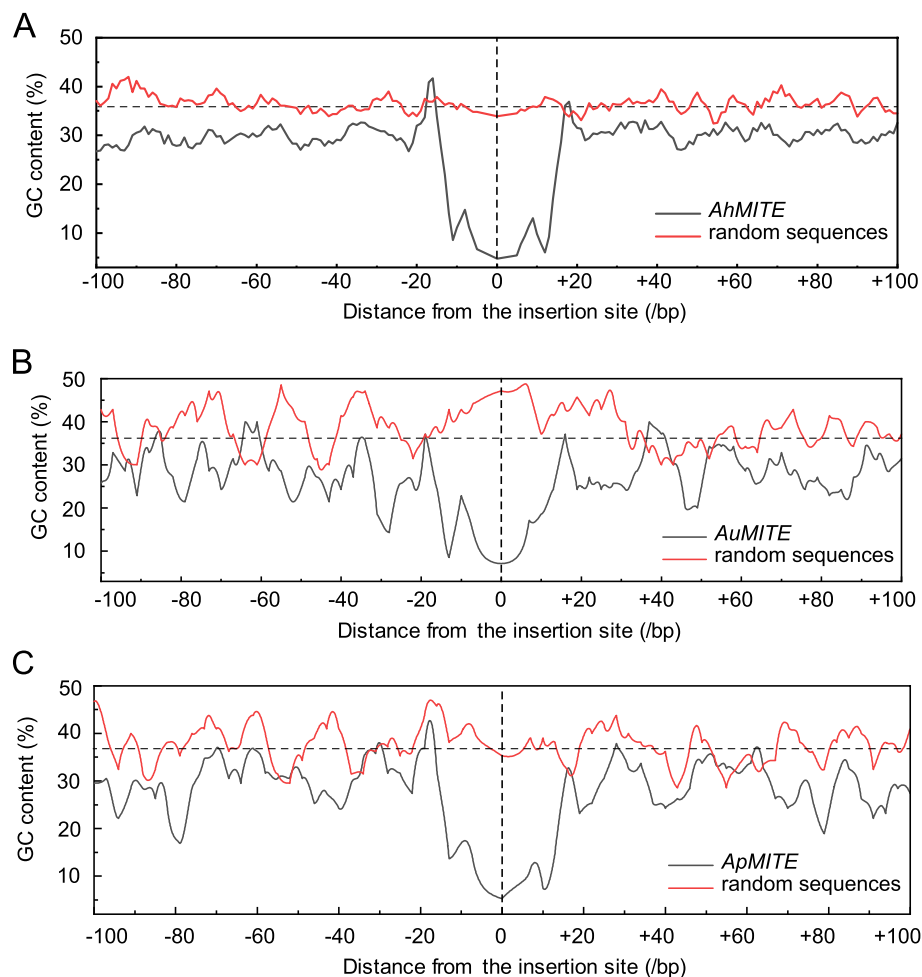 A
GC content (%)
50
40
30
20
10
AhMITE
random sequences
-100 -80 -60 -40 -20 0 +20 +40 +60 +80 +100
Distance from the insertion site (/bp)
B
GC content (%)
50
40
30
20
10
AuMITE
random sequences
-100 -80 -60 -40 -20 0 +20 +40 +60 +80 +100
Distance from the insertion site (/bp)
C
GC content (%)
50
40
30
20
10
ApMITE
random sequences
-100 -80 -60 -40 -20 0 +20 +40 +60 +80 +100
Distance from the insertion site (/bp)